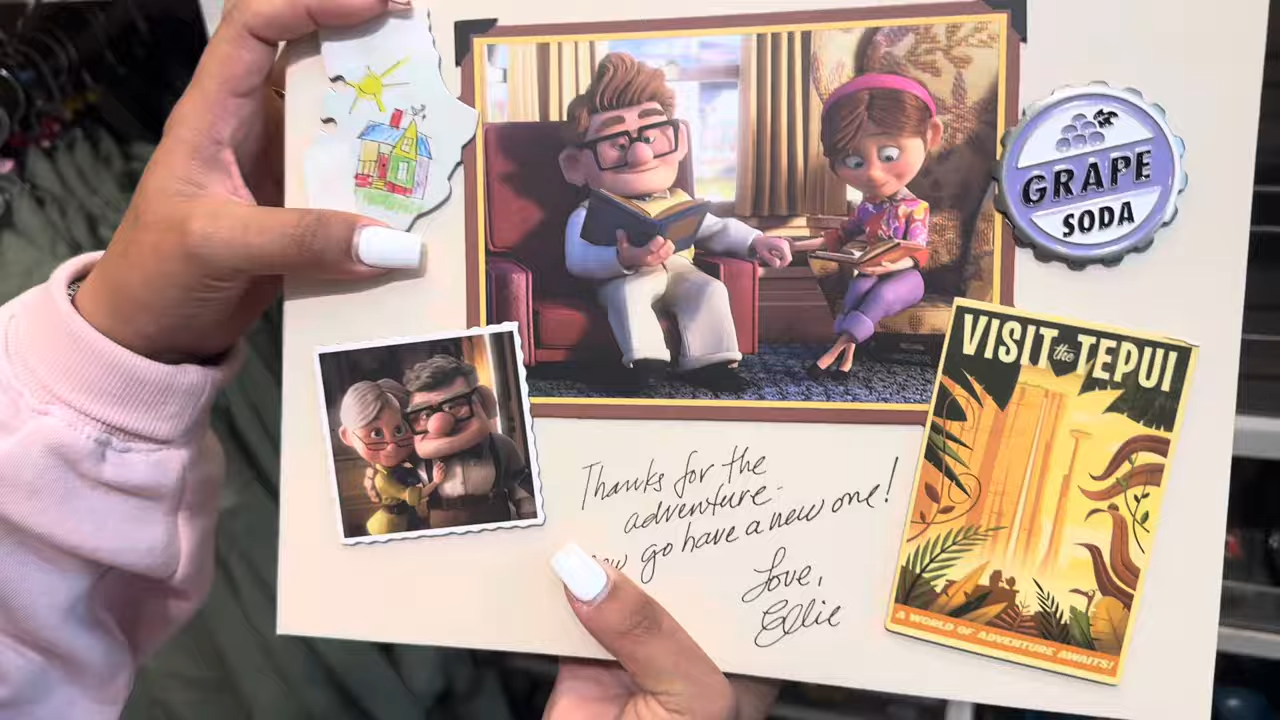 GRAPE
SODA
VISIT the TEPUI
Thanks for the
adventure-
go have a new one!
Love,
Ellie
A WORLD OF ADVENTURE AWAITS!